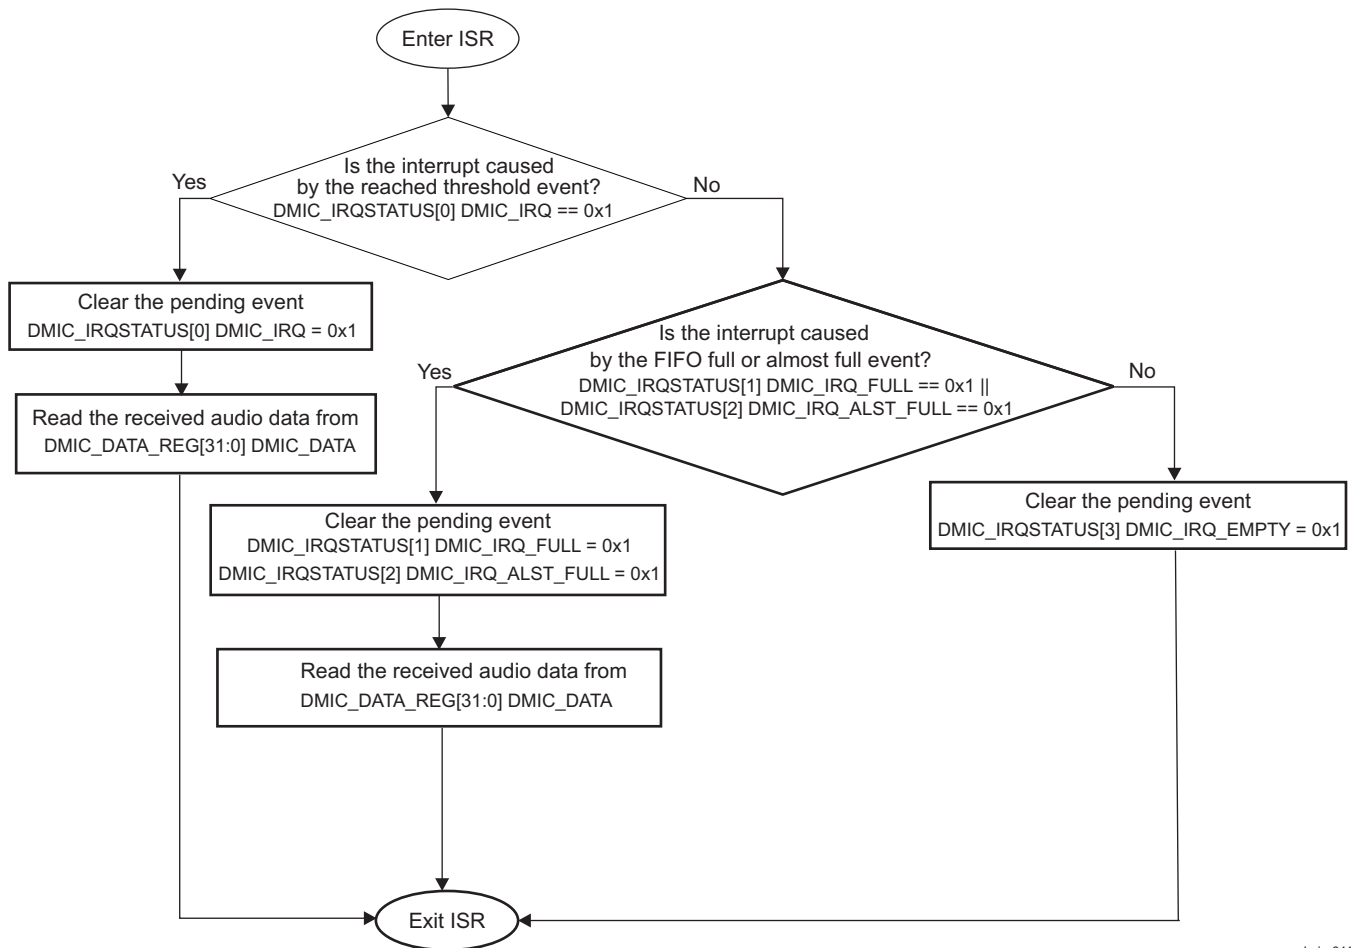 Enter ISR
Is the interrupt caused
by the reached threshold event?
DMIC_IRQSTATUS[0] DMIC_IRQ == 0x1
Yes
No
Clear the pending event
DMIC_IRQSTATUS[0] DMIC_IRQ = 0x1
Read the received audio data from
DMIC_DATA_REG[31:0] DMIC_DATA
Is the interrupt caused
by the FIFO full or almost full event?
DMIC_IRQSTATUS[1] DMIC_IRQ_FULL == 0x1 ||
DMIC_IRQSTATUS[2] DMIC_IRQ_ALST_FULL == 0x1
Yes
No
Clear the pending event
DMIC_IRQSTATUS[1] DMIC_IRQ_FULL = 0x1
DMIC_IRQSTATUS[2] DMIC_IRQ_ALST_FULL = 0x1
Read the received audio data from
DMIC_DATA_REG[31:0] DMIC_DATA
Clear the pending event
DMIC_IRQSTATUS[3] DMIC_IRQ_EMPTY = 0x1
Exit ISR